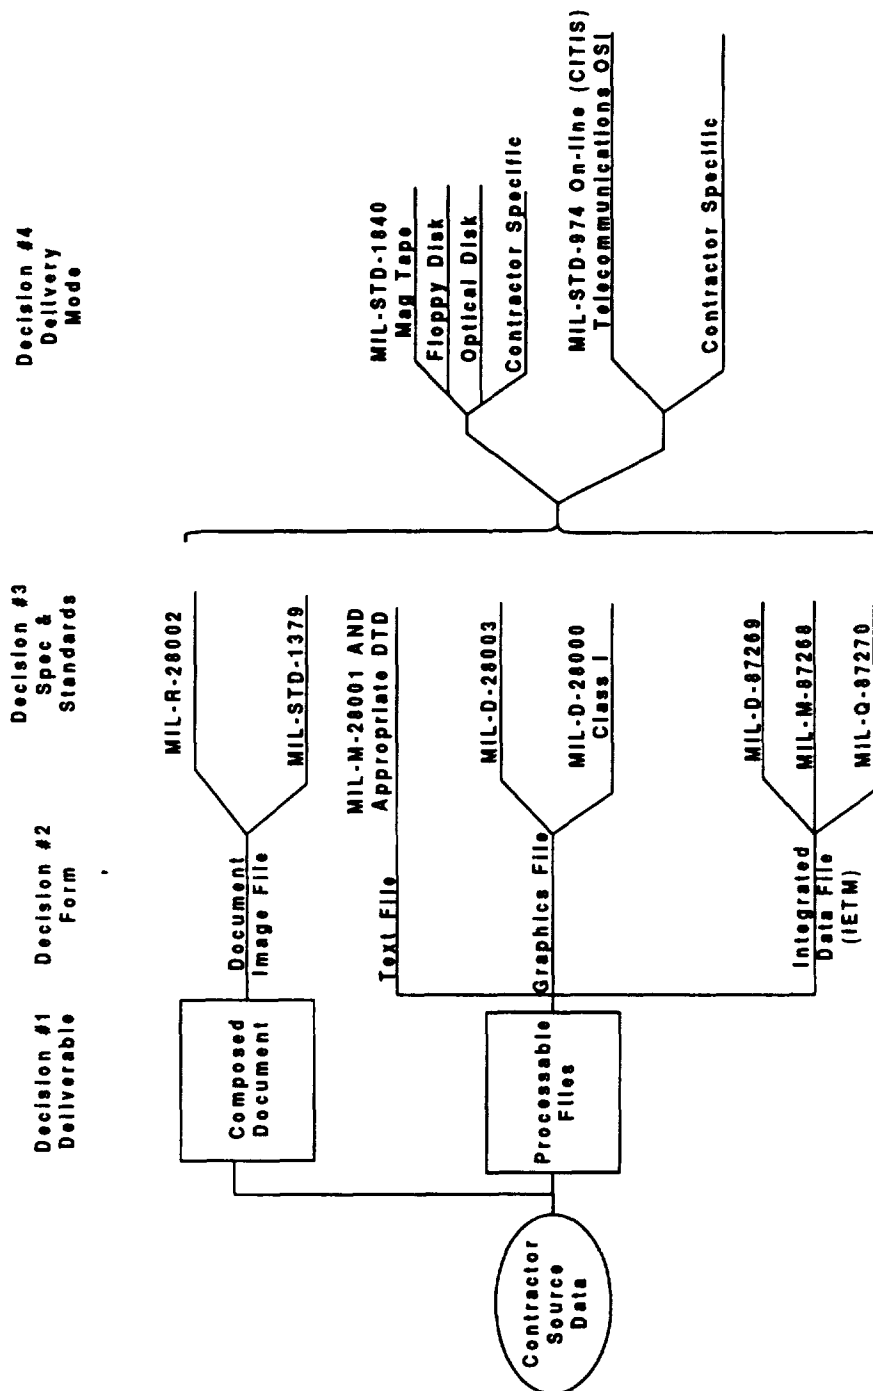 Decision #1
Deliverable
Decision #2
Form
Decision #3
Spec &
Standards
Decision #4
Delivery
Mode
Contractor
Source
Data
Composed
Document
Processable
Files
Document
Image File
Text File
Graphics File
Integrated
Data File
(IETM)
MIL-R-28002
MIL-STD-1379
MIL-M-28001 AND
Appropriate DTD
MIL-D-28003
MIL-D-28000
Class I
MIL-D-87269
MIL-M-87268
MIL-Q-87270
MIL-STD-1840
Mag Tape
Floppy Disk
Optical Disk
Contractor Specific
MIL-STD-974 On-line (CITIS)
Telecommunications OSI
Contractor Specific